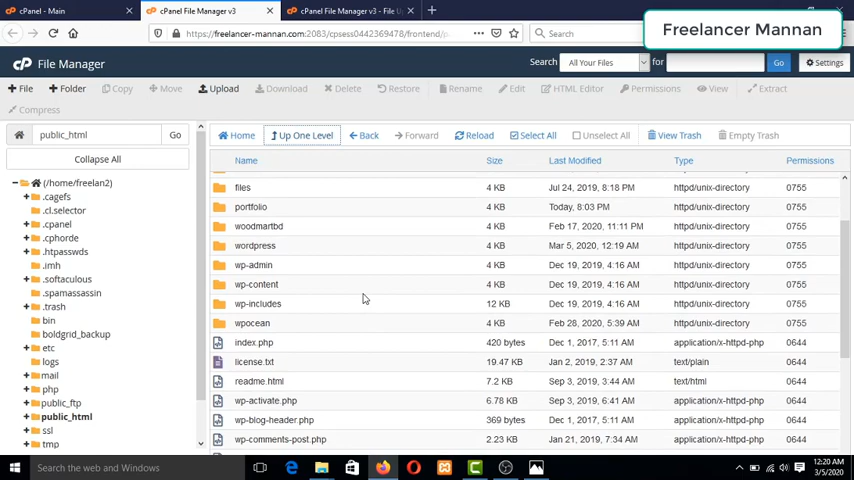 cPanel - Main
cPanel File Manager v3
cPanel File Manager v3 - File U
Freelancer Mannan
https://freelancer-mannan.com:2083/cpsess0442369478/frontend/p
Search
File Manager
Search
All Your Files
for
Go
Settings
File
Folder
Copy
Move
Upload
Download
Delete
Restore
Rename
Edit
HTML Editor
Permissions
View
Extract
Compress
public_html
Go
Home
Up One Level
Back
Forward
Reload
Select All
Unselect All
View Trash
Empty Trash
Collapse All
Name
Size
Last Modified
Type
Permissions
(/home/freelan2)
.cagefs
.cl.selector
.cpanel
.cphorde
.htpasswds
.imh
.softaculous
.spamassassin
.trash
bin
boldgrid_backup
etc
logs
mail
php
public_ftp
public_html
ssl
tmp
files 4 KB Jul 24, 2019, 8:18 PM httpd/unix-directory 0755
portfolio 4 KB Today, 8:03 PM httpd/unix-directory 0755
woodmartbd 4 KB Feb 17, 2020, 11:11 PM httpd/unix-directory 0755
wordpress 4 KB Mar 5, 2020, 12:19 AM httpd/unix-directory 0755
wp-admin 4 KB Dec 19, 2019, 4:16 AM httpd/unix-directory 0755
wp-content 4 KB Dec 19, 2019, 4:16 AM httpd/unix-directory 0755
wp-includes 12 KB Dec 19, 2019, 4:16 AM httpd/unix-directory 0755
wpocean 4 KB Feb 28, 2020, 5:39 AM httpd/unix-directory 0755
index.php 420 bytes Dec 1, 2017, 5:11 AM application/x-httpd-php 0644
license.txt 19.47 KB Jan 2, 2019, 2:37 AM text/plain 0644
readme.html 7.2 KB Sep 3, 2019, 3:44 AM text/html 0644
wp-activate.php 6.78 KB Sep 3, 2019, 6:41 AM application/x-httpd-php 0644
wp-blog-header.php 369 bytes Dec 1, 2017, 5:11 AM application/x-httpd-php 0644
wp-comments-post.php 2.23 KB Jan 21, 2019, 7:34 AM application/x-httpd-php 0644
Search the web and Windows
12:20 AM
3/5/2020